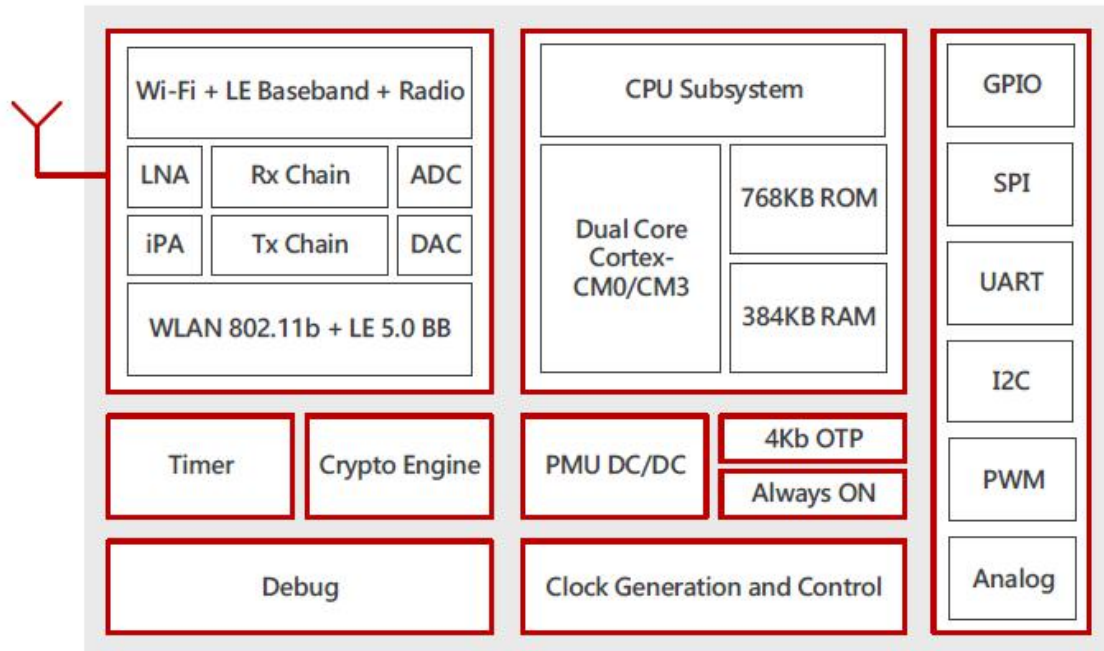 Wi-Fi + LE Baseband + Radio
LNA
Rx Chain
ADC
iPA
Tx Chain
DAC
WLAN 802.11b + LE 5.0 BB
CPU Subsystem
Dual Core
Cortex-
CM0/CM3
768KB ROM
384KB RAM
GPIO
SPI
UART
I2C
PWM
Analog
Timer
Crypto Engine
PMU DC/DC
4Kb OTP
Always ON
Debug
Clock Generation and Control